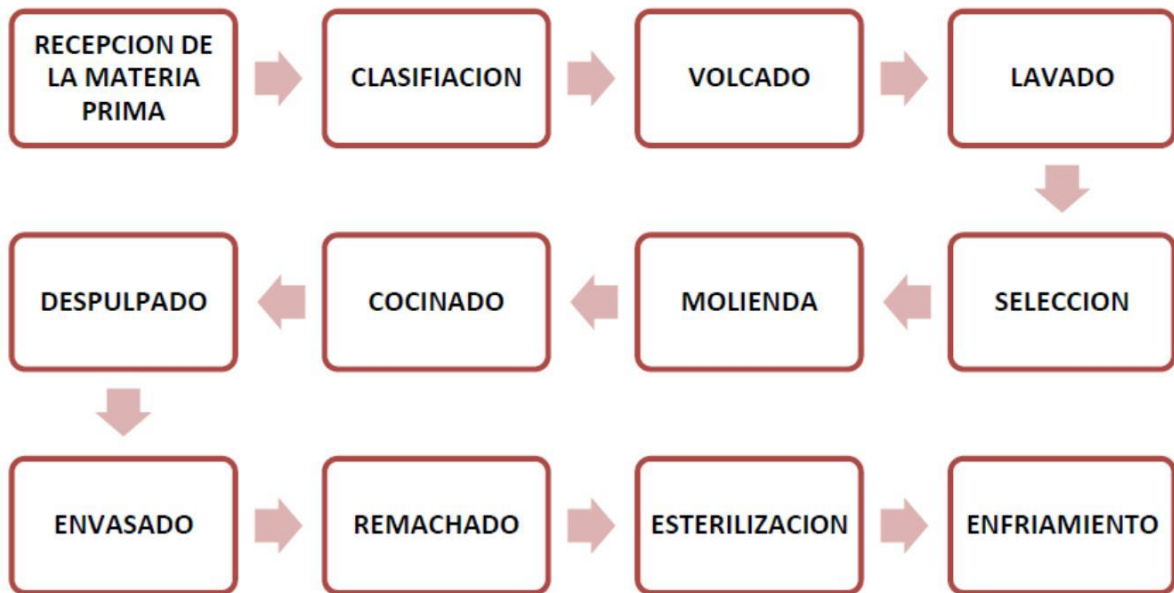 RECEPCION DE
LA MATERIA
PRIMA
CLASIFIACION
VOLCADO
LAVADO
SELECCION
MOLIENDA
COCINADO
DESPULPADO
ENVASADO
REMACHADO
ESTERILIZACION
ENFRIAMIENTO